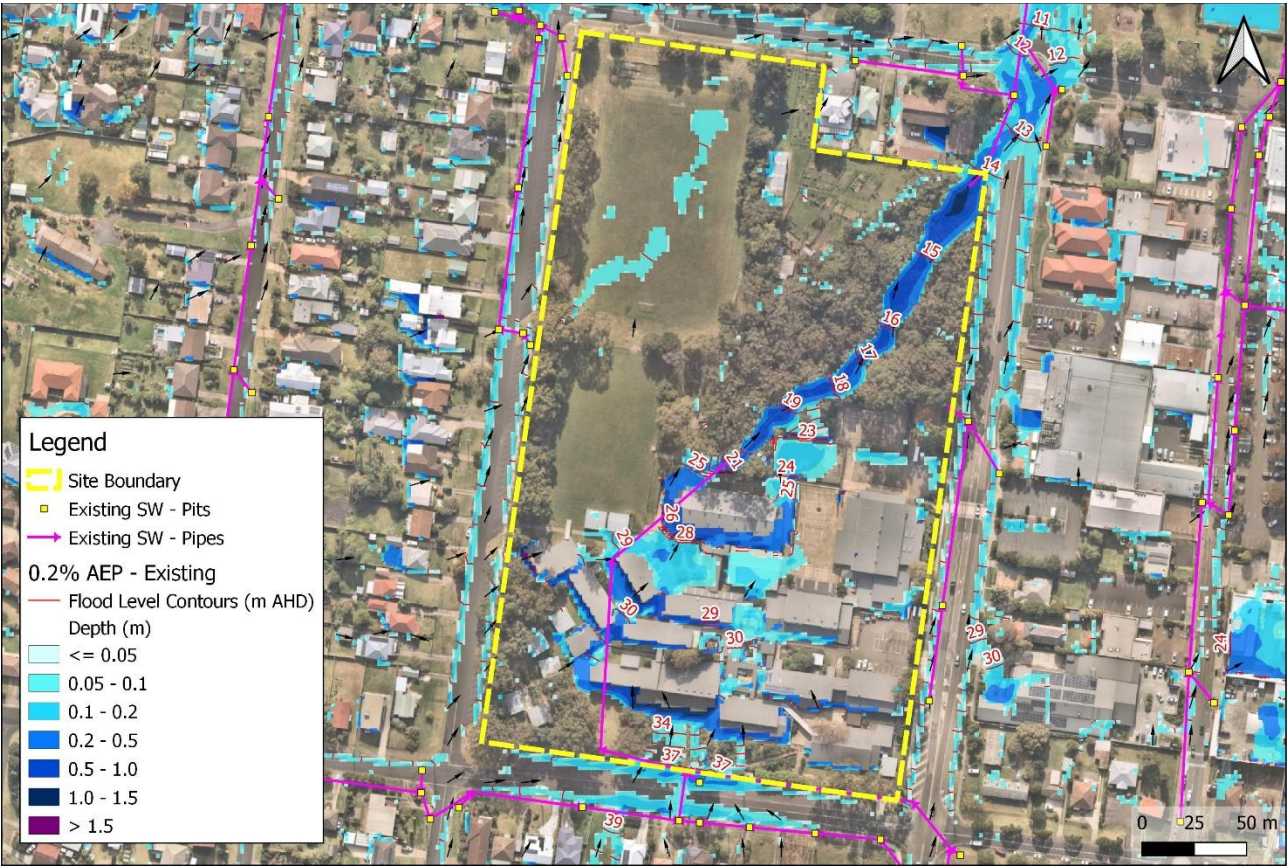 11
12
12
13
14
15
16
17
18
19
23
21
25
24
25
26
28
29
30
29
30
29
30
24
34
37
37
39
Legend
Site Boundary
Existing SW - Pits
Existing SW - Pipes
0.2% AEP - Existing
Flood Level Contours (m AHD)
Depth (m)
<= 0.05
0.05 - 0.1
0.1 - 0.2
0.2 - 0.5
0.5 - 1.0
1.0 - 1.5
> 1.5
0 25 50 m